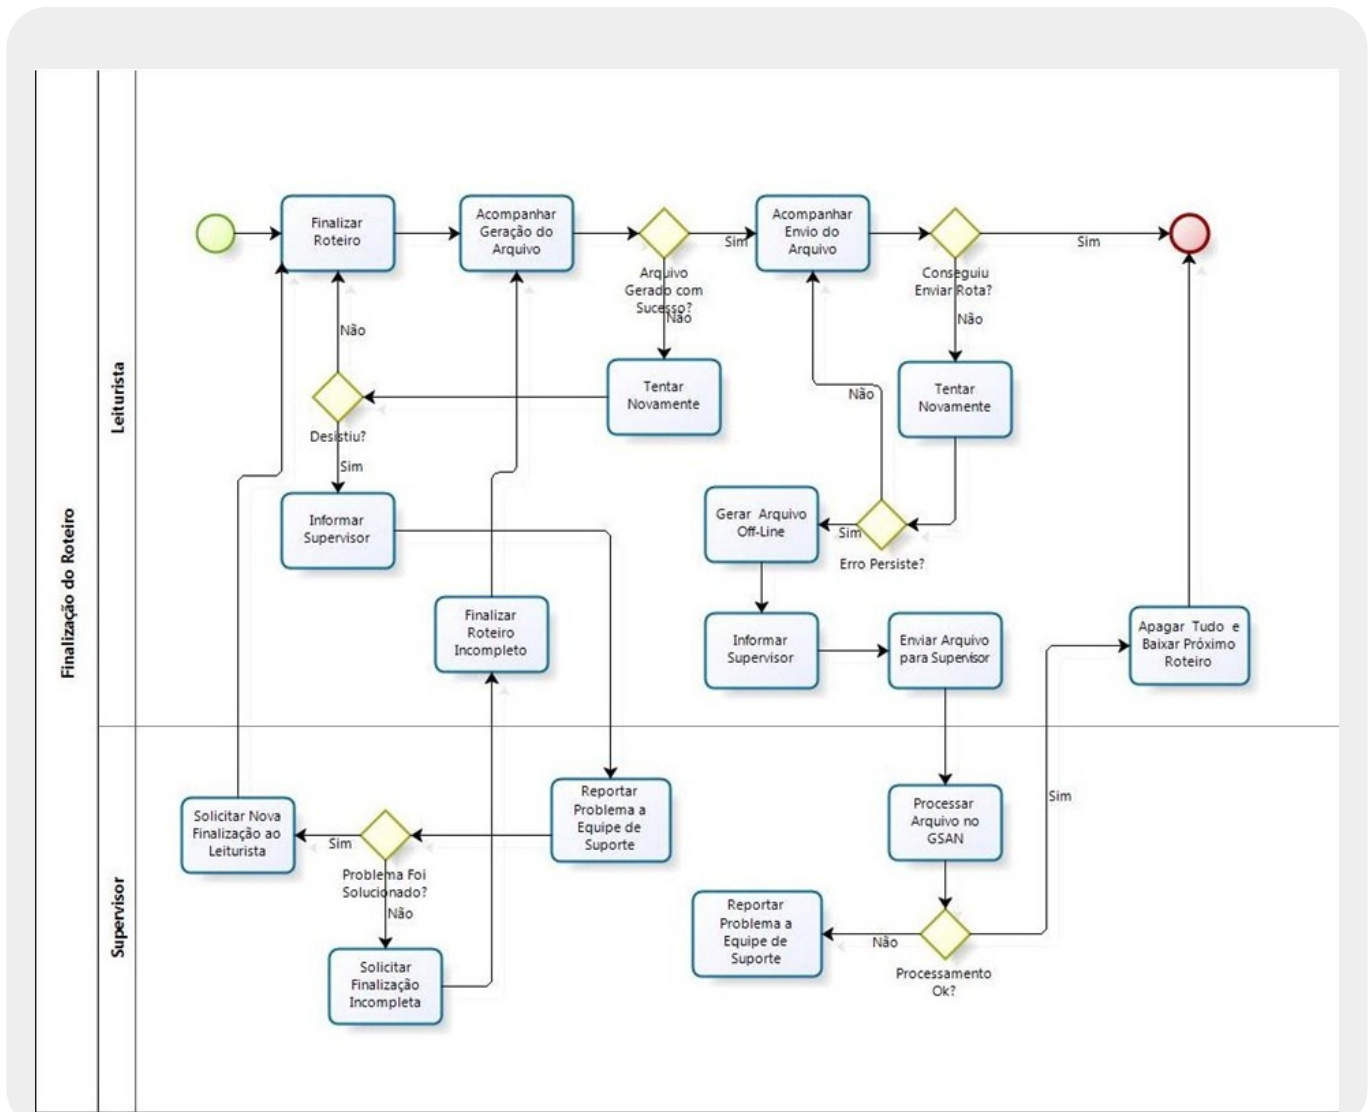 Finalização do Roteiro
Leiturista
Finalizar
Roteiro
Acompanhar
Geração do
Arquivo
Arquivo
Gerado com
Sucesso?
Sim
Não
Acompanhar
Envio do
Arquivo
Conseguiu
Enviar Rota?
Sim
Não
Tentar
Novamente
Não
Desistiu?
Sim
Tentar
Novamente
Não
Informar
Supervisor
Gerar Arquivo
Off-Line
Sim
Erro Persiste?
Finalizar
Roteiro
Incompleto
Informar
Supervisor
Enviar Arquivo
para Supervisor
Apagar Tudo e
Baixar Próximo
Roteiro
Supervisor
Solicitar Nova
Finalização ao
Leiturista
Sim
Problema Foi
Solucionado?
Não
Reportar
Problema a
Equipe de
Suporte
Solicitar
Finalização
Incompleta
Processar
Arquivo no
GSAN
Sim
Reportar
Problema a
Equipe de
Suporte
Não
Processamento
Ok?